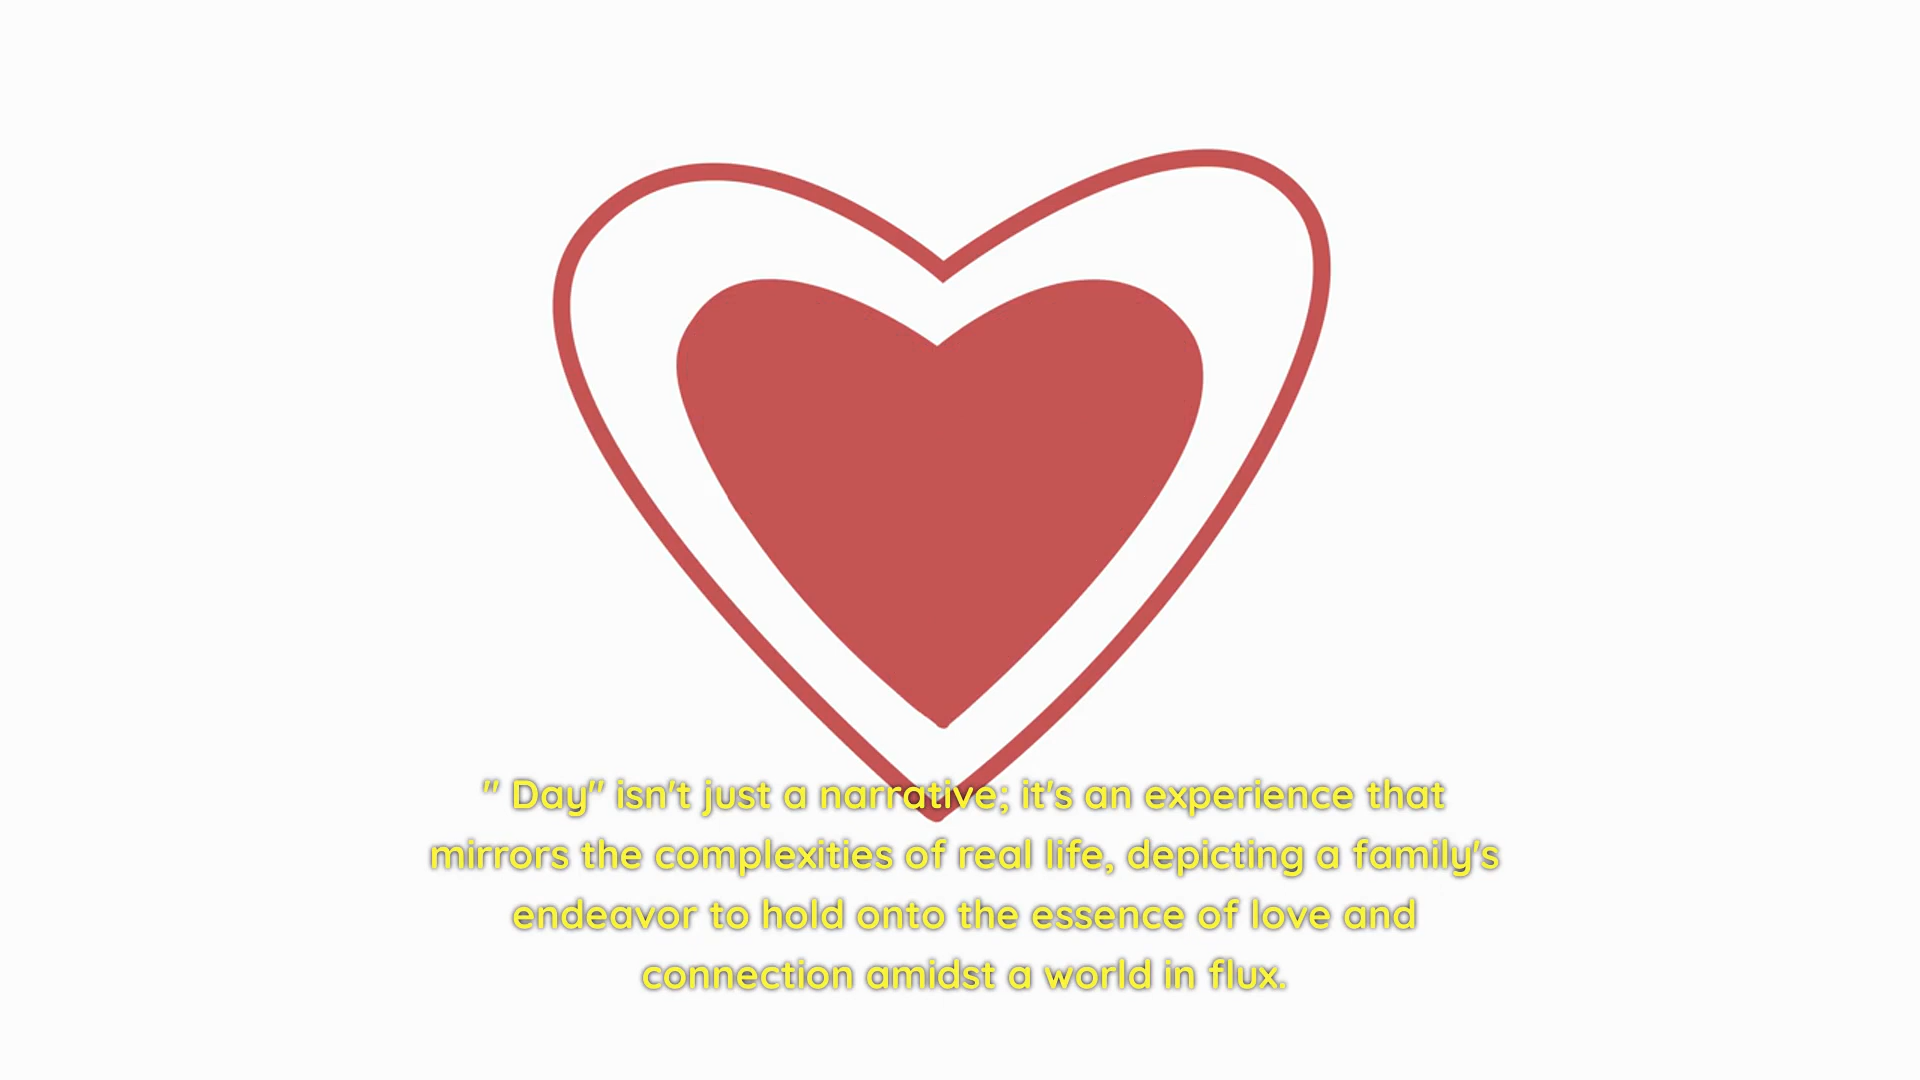 " Day" isn't just a narrative; it's an experience that
mirrors the complexities of real life, depicting a family's
endeavor to hold onto the essence of love and
connection amidst a world in flux.